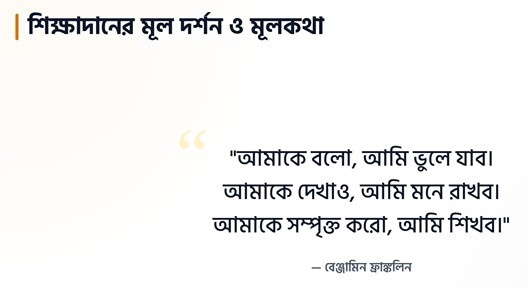 শিক্ষাদানের মূল দর্শন ও মূলকথা
“
"আমাকে বলো, আমি ভুলে যাব।
আমাকে দেখাও, আমি মনে রাখব।
আমাকে সম্পৃক্ত করো, আমি শিখব।"
— বেঞ্জামিন ফ্রাঙ্কলিন